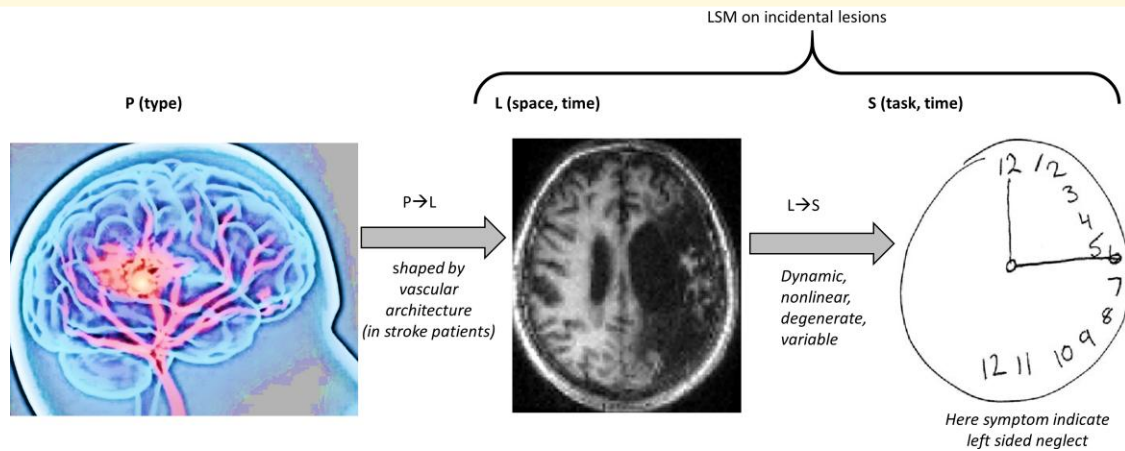 LSM on incidental lesions
P (type)
L (space, time)
S (task, time)
P→L
shaped by
vascular
architecture
(in stroke patients)
L→S
Dynamic,
nonlinear,
degenerate,
variable
12 1 2
3
4
5 6
7
8
9
10
11
12
Here symptom indicate
left sided neglect